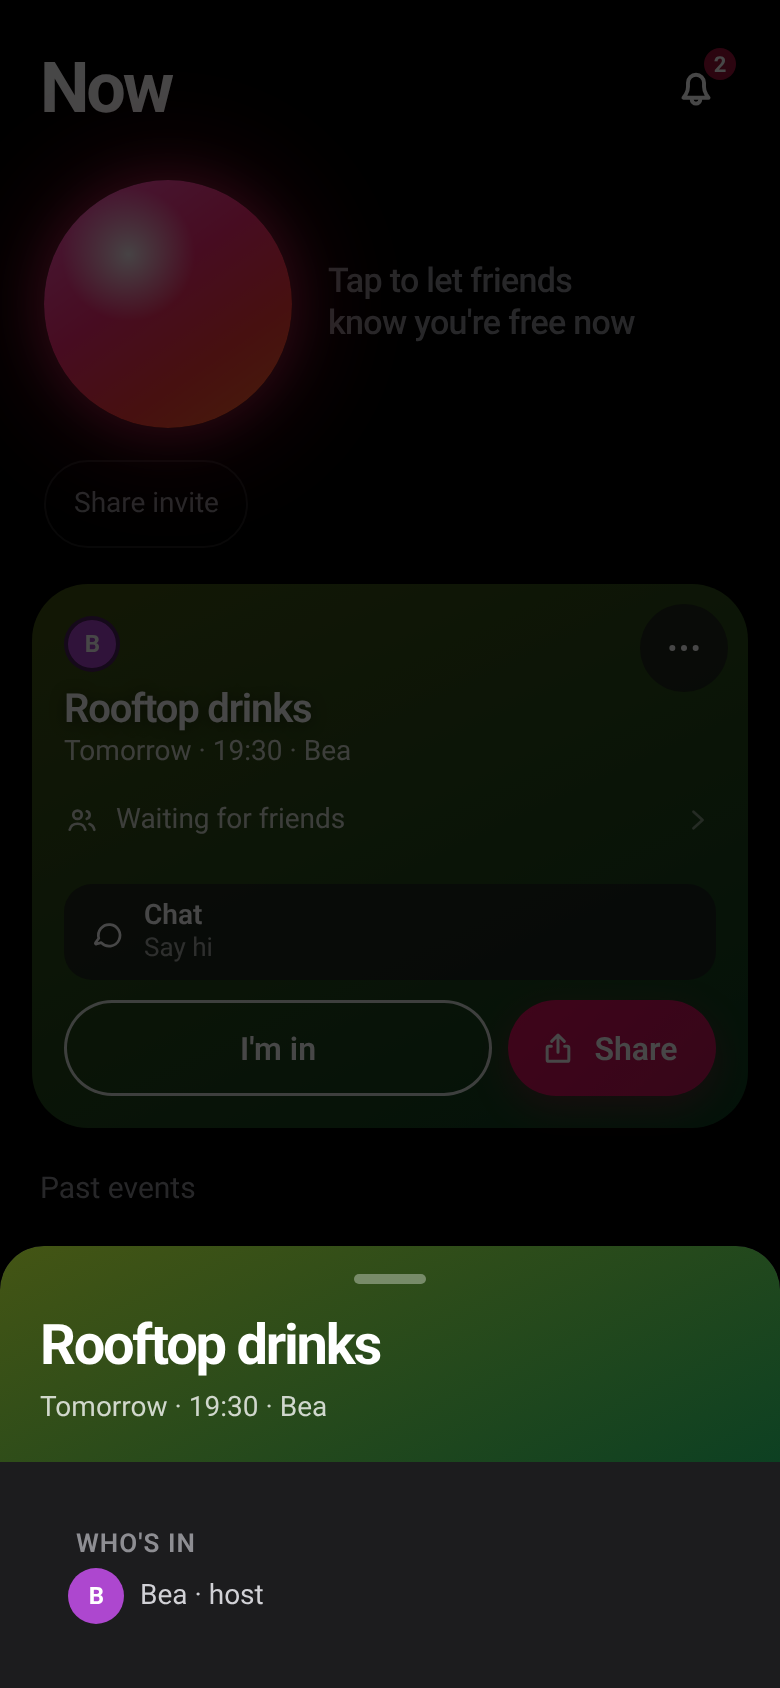 Now
2
Tap to let friends
know you're free now
Share invite
B
Rooftop drinks
Tomorrow · 19:30 · Bea
Waiting for friends
Chat
Say hi
I'm in
Share
Past events
Rooftop drinks
Tomorrow · 19:30 · Bea
WHO'S IN
B
Bea · host